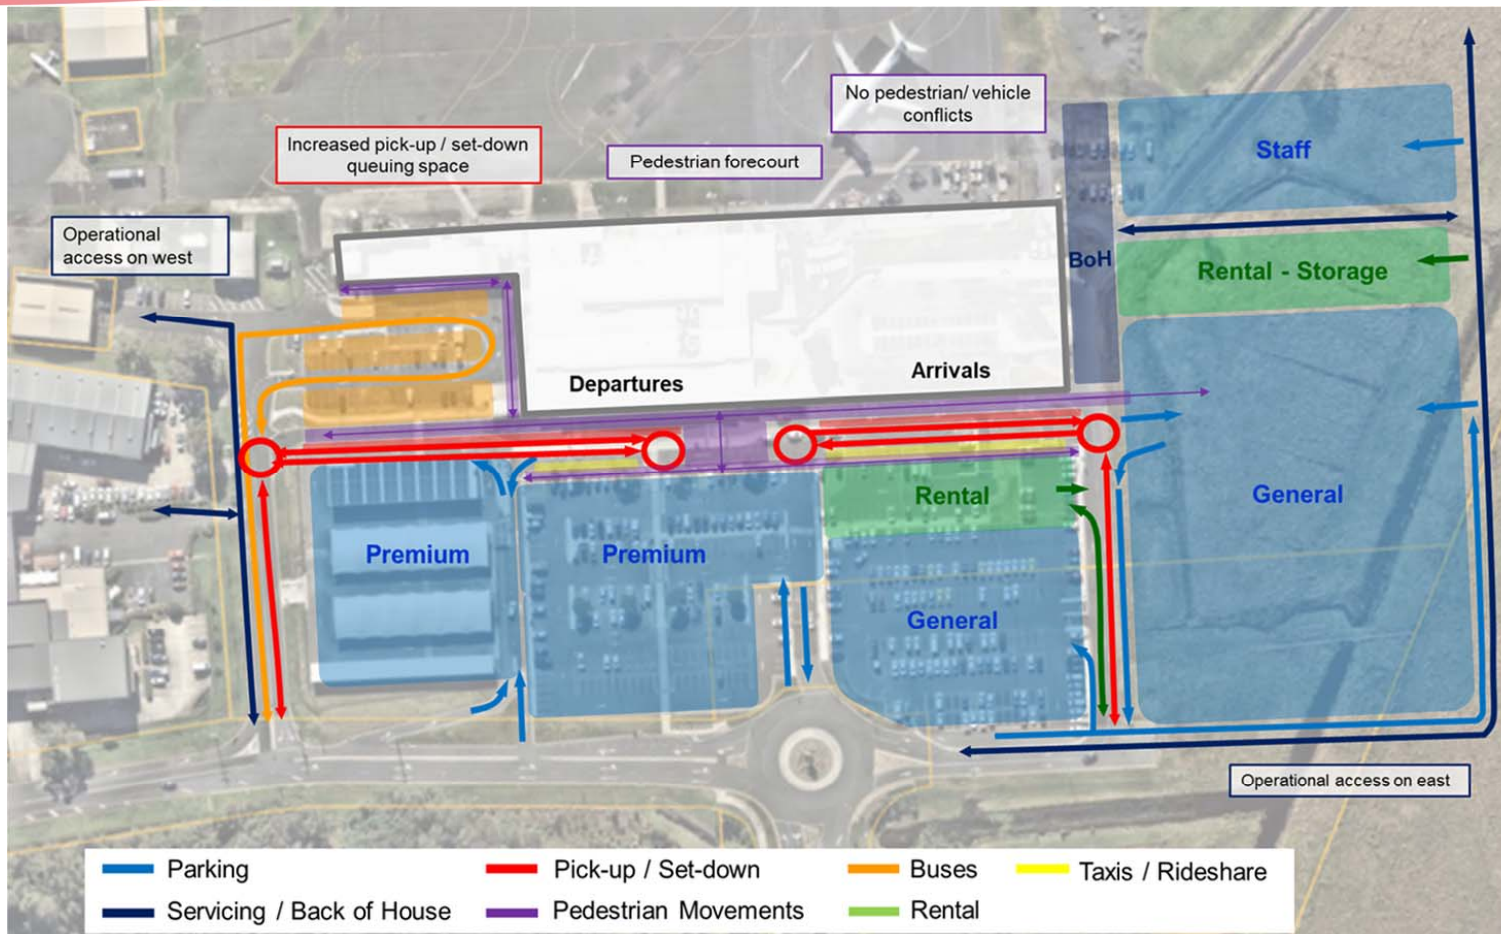 No pedestrian/ vehicle
conflicts
Increased pick-up / set-down
queuing space
Pedestrian forecourt
Staff
Operational
access on west
BoH
Rental - Storage
Departures
Arrivals
Rental
General
Premium
Premium
General
Operational access on east
Parking
Pick-up / Set-down
Buses
Taxis / Rideshare
Servicing / Back of House
Pedestrian Movements
Rental